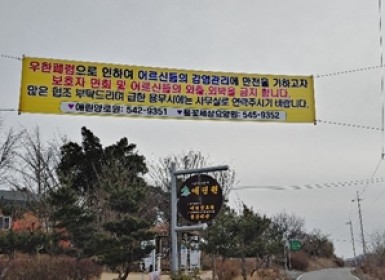 우한폐렴으로 인하여 어르신들의 감염관리에 만전을 기하고자
보호자 면회 및 어르신들의 외출,외박을 금지 합니다.
많은 협조 부탁드리며 급한 용무시에는 사무실로 연락주시기 바랍니다.
♥애린양로원: 542-9351 ♥들꽃세상요양원: 545-9352
애린원